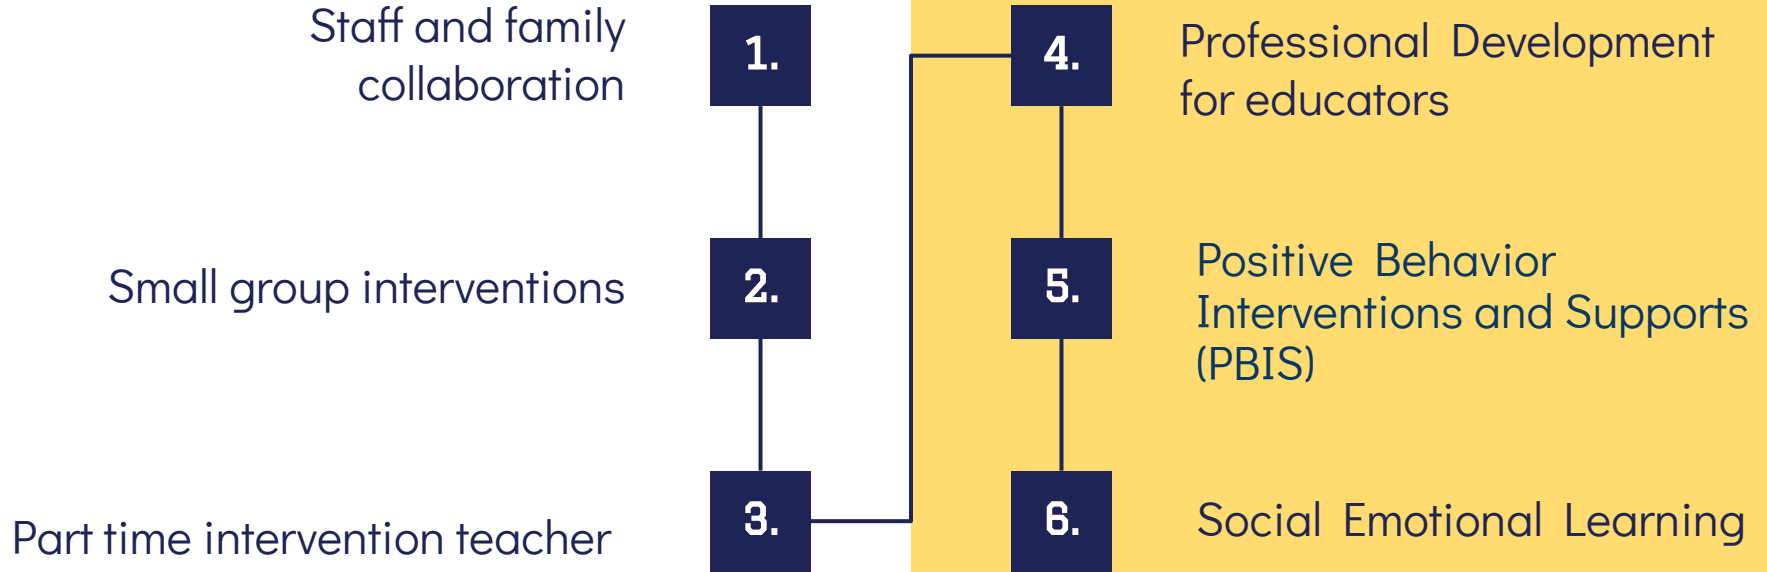 Staff and family
collaboration
1.
Small group interventions
2.
Part time intervention teacher
3.
4.
Professional Development
for educators
5.
Positive Behavior
Interventions and Supports
(PBIS)
6.
Social Emotional Learning